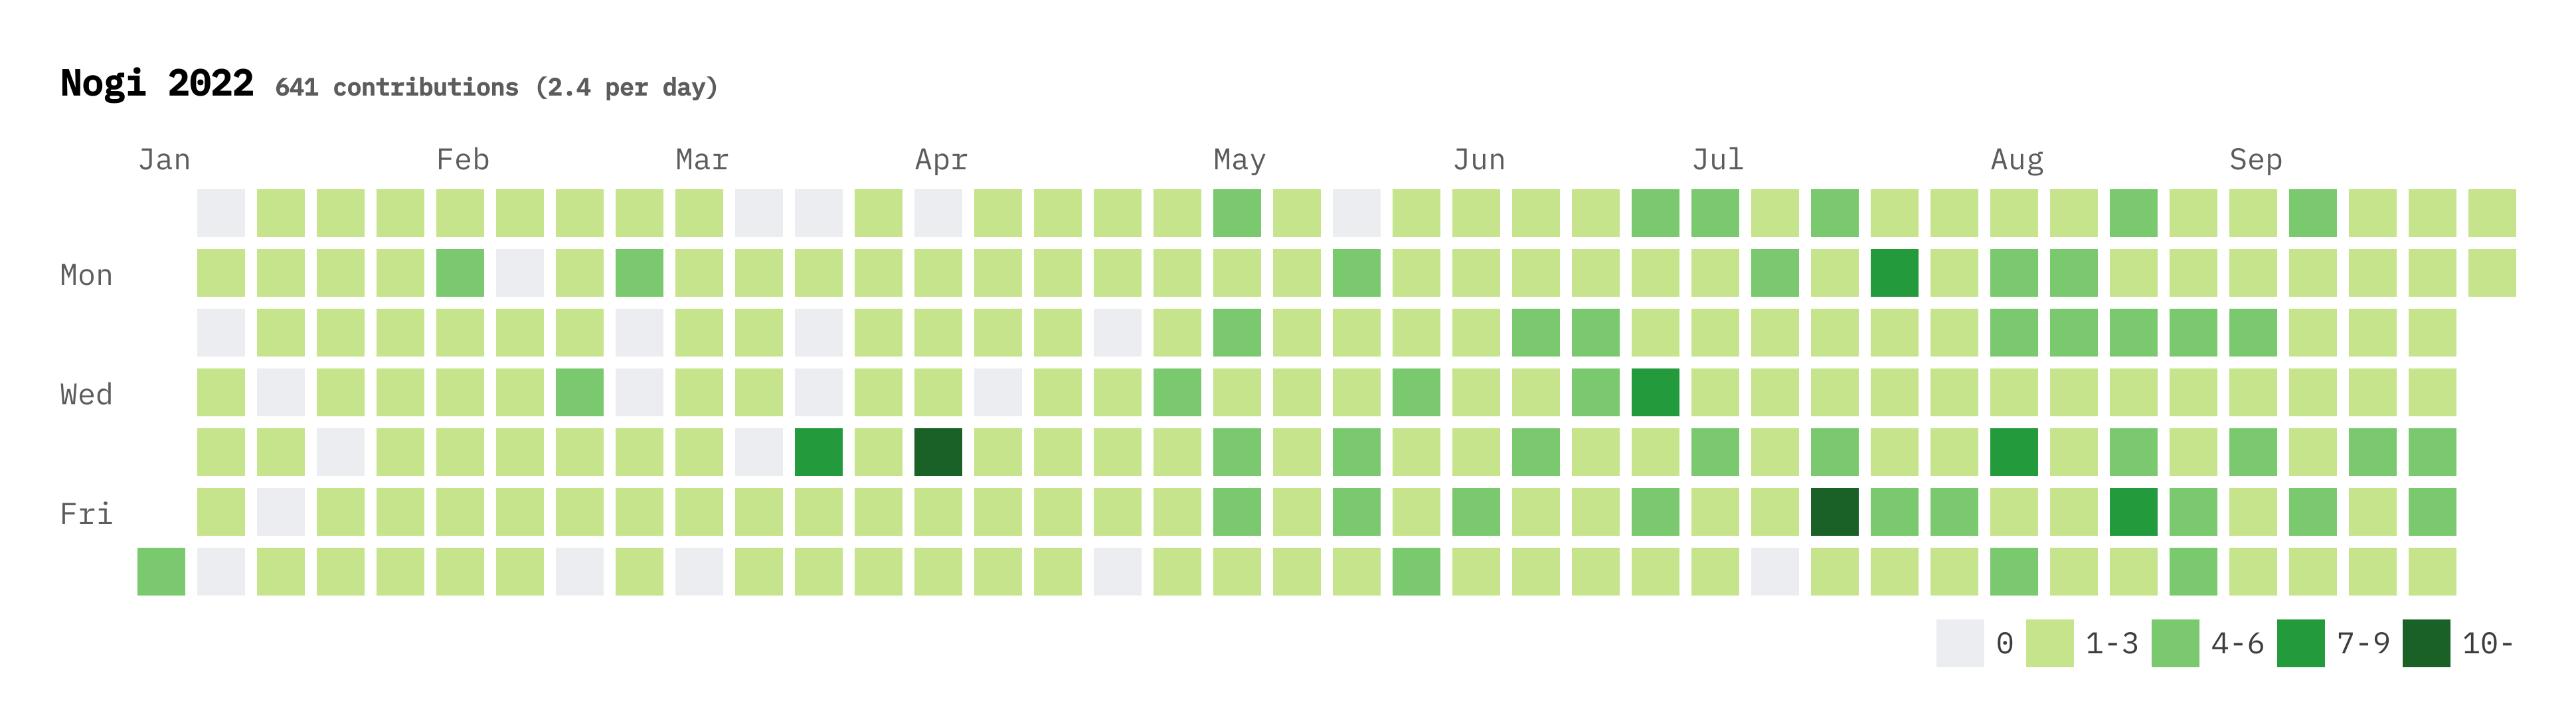 Nogi 2022 641 contributions (2.4 per day)
Jan Feb Mar Apr May Jun Jul Aug Sep
Mon
Wed
Fri
0 1-3 4-6 7-9 10-